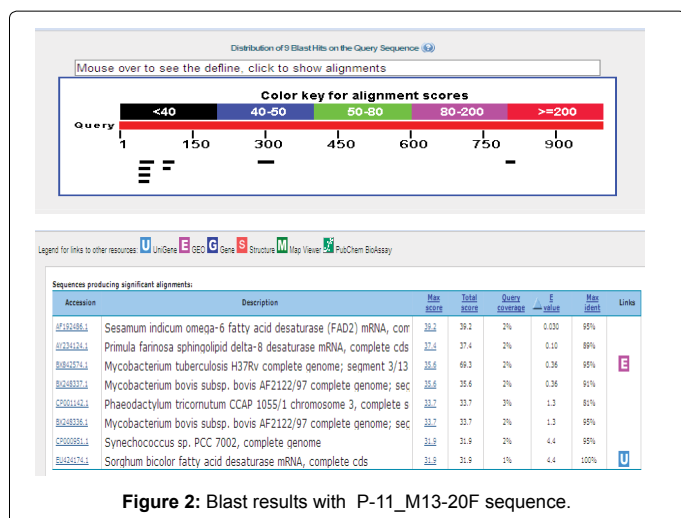 Distribution of 9 Blast Hits on the Query Sequence
Mouse over to see the defline, click to show alignments
Color key for alignment scores
<40 40-50 50-80 80-200 >=200
Query
1 150 300 450 600 750 900
Legend for links to other resources: U UniGene E GEO G Gene S Structure M Map Viewer PubChem BioAssay
Sequences producing significant alignments:
Accession Description Max score Total score Query coverage E value Max ident Links
AF192486.1 Sesamum indicum omega-6 fatty acid desaturase (FAD2) mRNA, com 39.2 39.2 2% 0.030 95%
AY234124.1 Primula farinosa sphingolipid delta-8 desaturase mRNA, complete cds 37.4 37.4 2% 0.10 89%
BX842574.1 Mycobacterium tuberculosis H37Rv complete genome; segment 3/13 35.6 69.3 2% 0.36 95% E
BX248337.1 Mycobacterium bovis subsp. bovis AF2122/97 complete genome; sec 35.6 35.6 2% 0.36 91%
CP001142.1 Phaeodactylum tricornutum CCAP 1055/1 chromosome 3, complete s 33.7 33.7 3% 1.3 81%
BX248336.1 Mycobacterium bovis subsp. bovis AF2122/97 complete genome; sec 33.7 33.7 2% 1.3 95%
CP000951.1 Synechococcus sp. PCC 7002, complete genome 31.9 31.9 2% 4.4 95%
EU424174.1 Sorghum bicolor fatty acid desaturase mRNA, complete cds 31.9 31.9 1% 4.4 100% U
Figure 2: Blast results with P-11_M13-20F sequence.